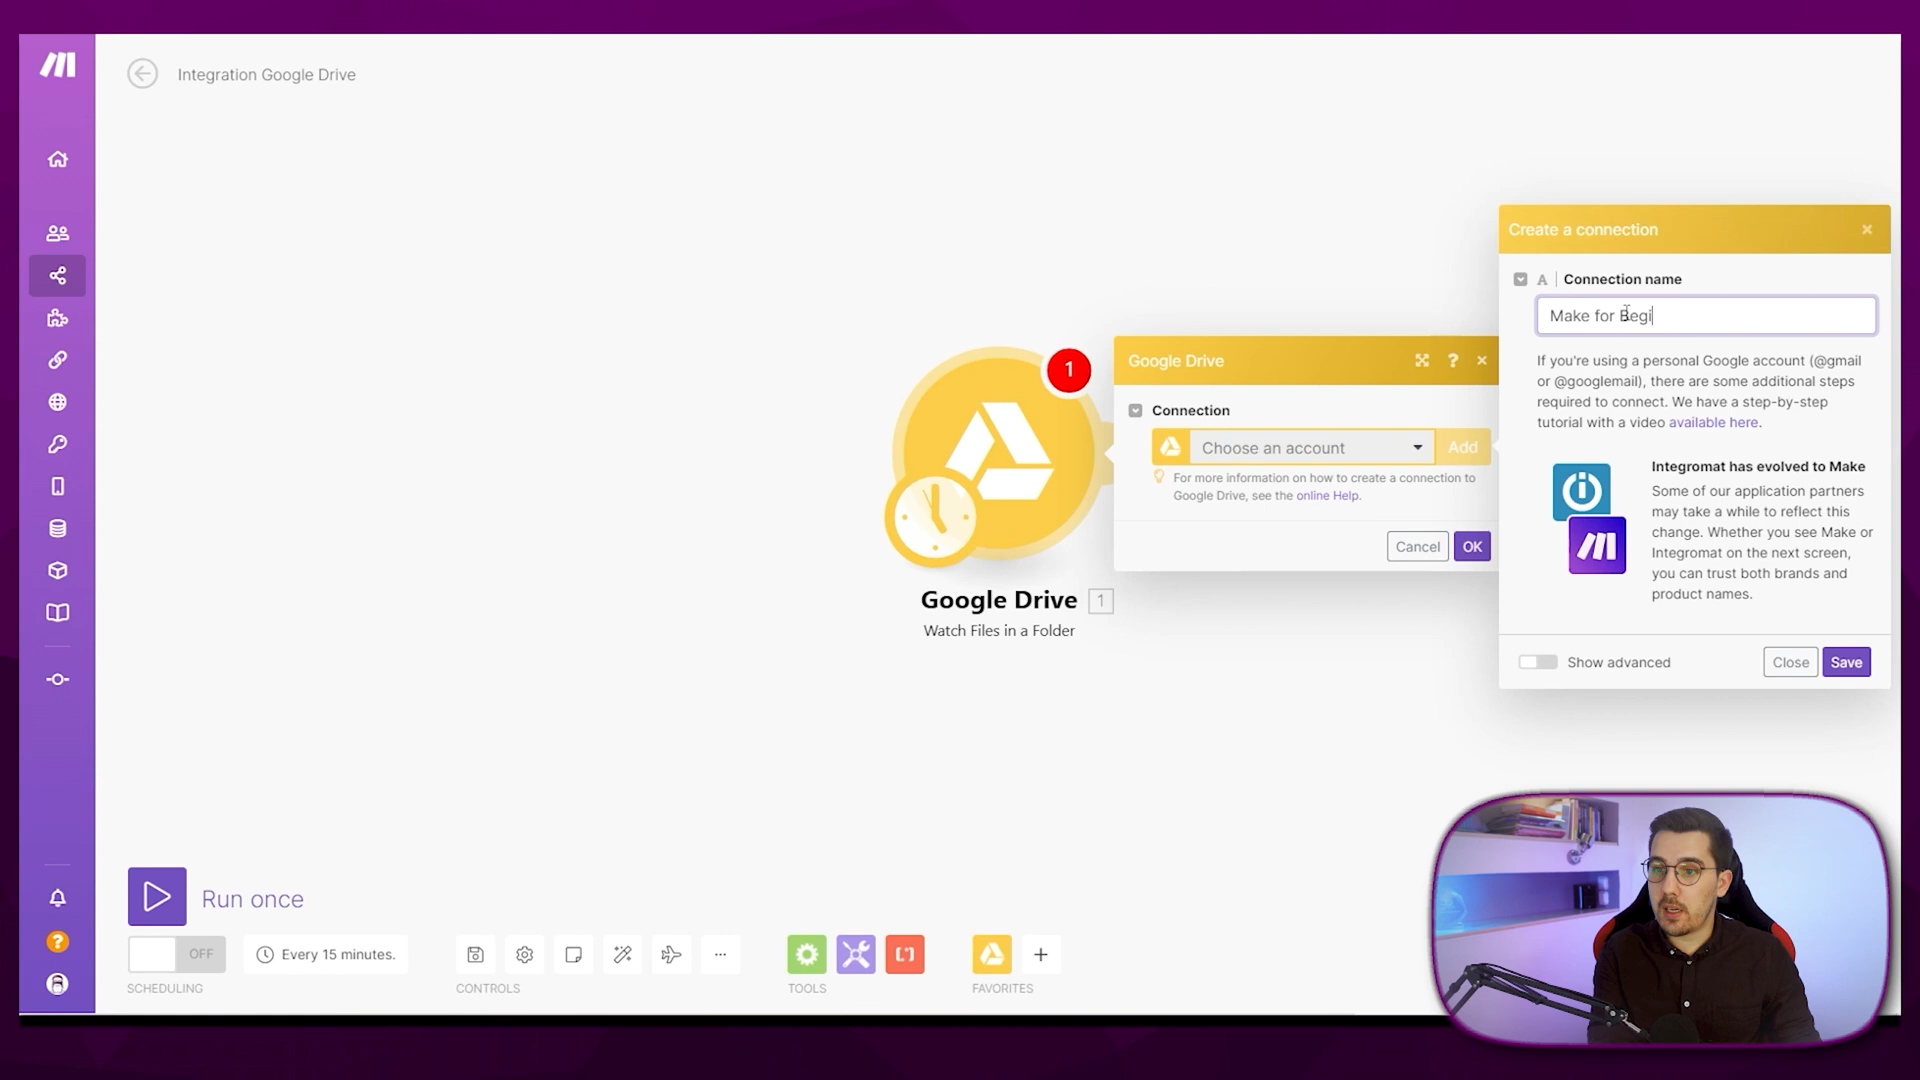 Integration Google Drive
Create a connection
A
Connection name
Make for Begi
If you're using a personal Google account (@gmail
or @googlemail), there are some additional steps
required to connect. We have a step-by-step
tutorial with a video available here.
Integromat has evolved to Make
Some of our application partners
may take a while to reflect this
change. Whether you see Make or
Integromat on the next screen,
you can trust both brands and
product names.
Show advanced
Close
Save
1
Google Drive
?
Connection
Choose an account
Add
For more information on how to create a connection to
Google Drive, see the online Help.
Cancel
OK
Google Drive
1
Watch Files in a Folder
Run once
OFF
Every 15 minutes.
SCHEDULING
CONTROLS
TOOLS
FAVORITES
?